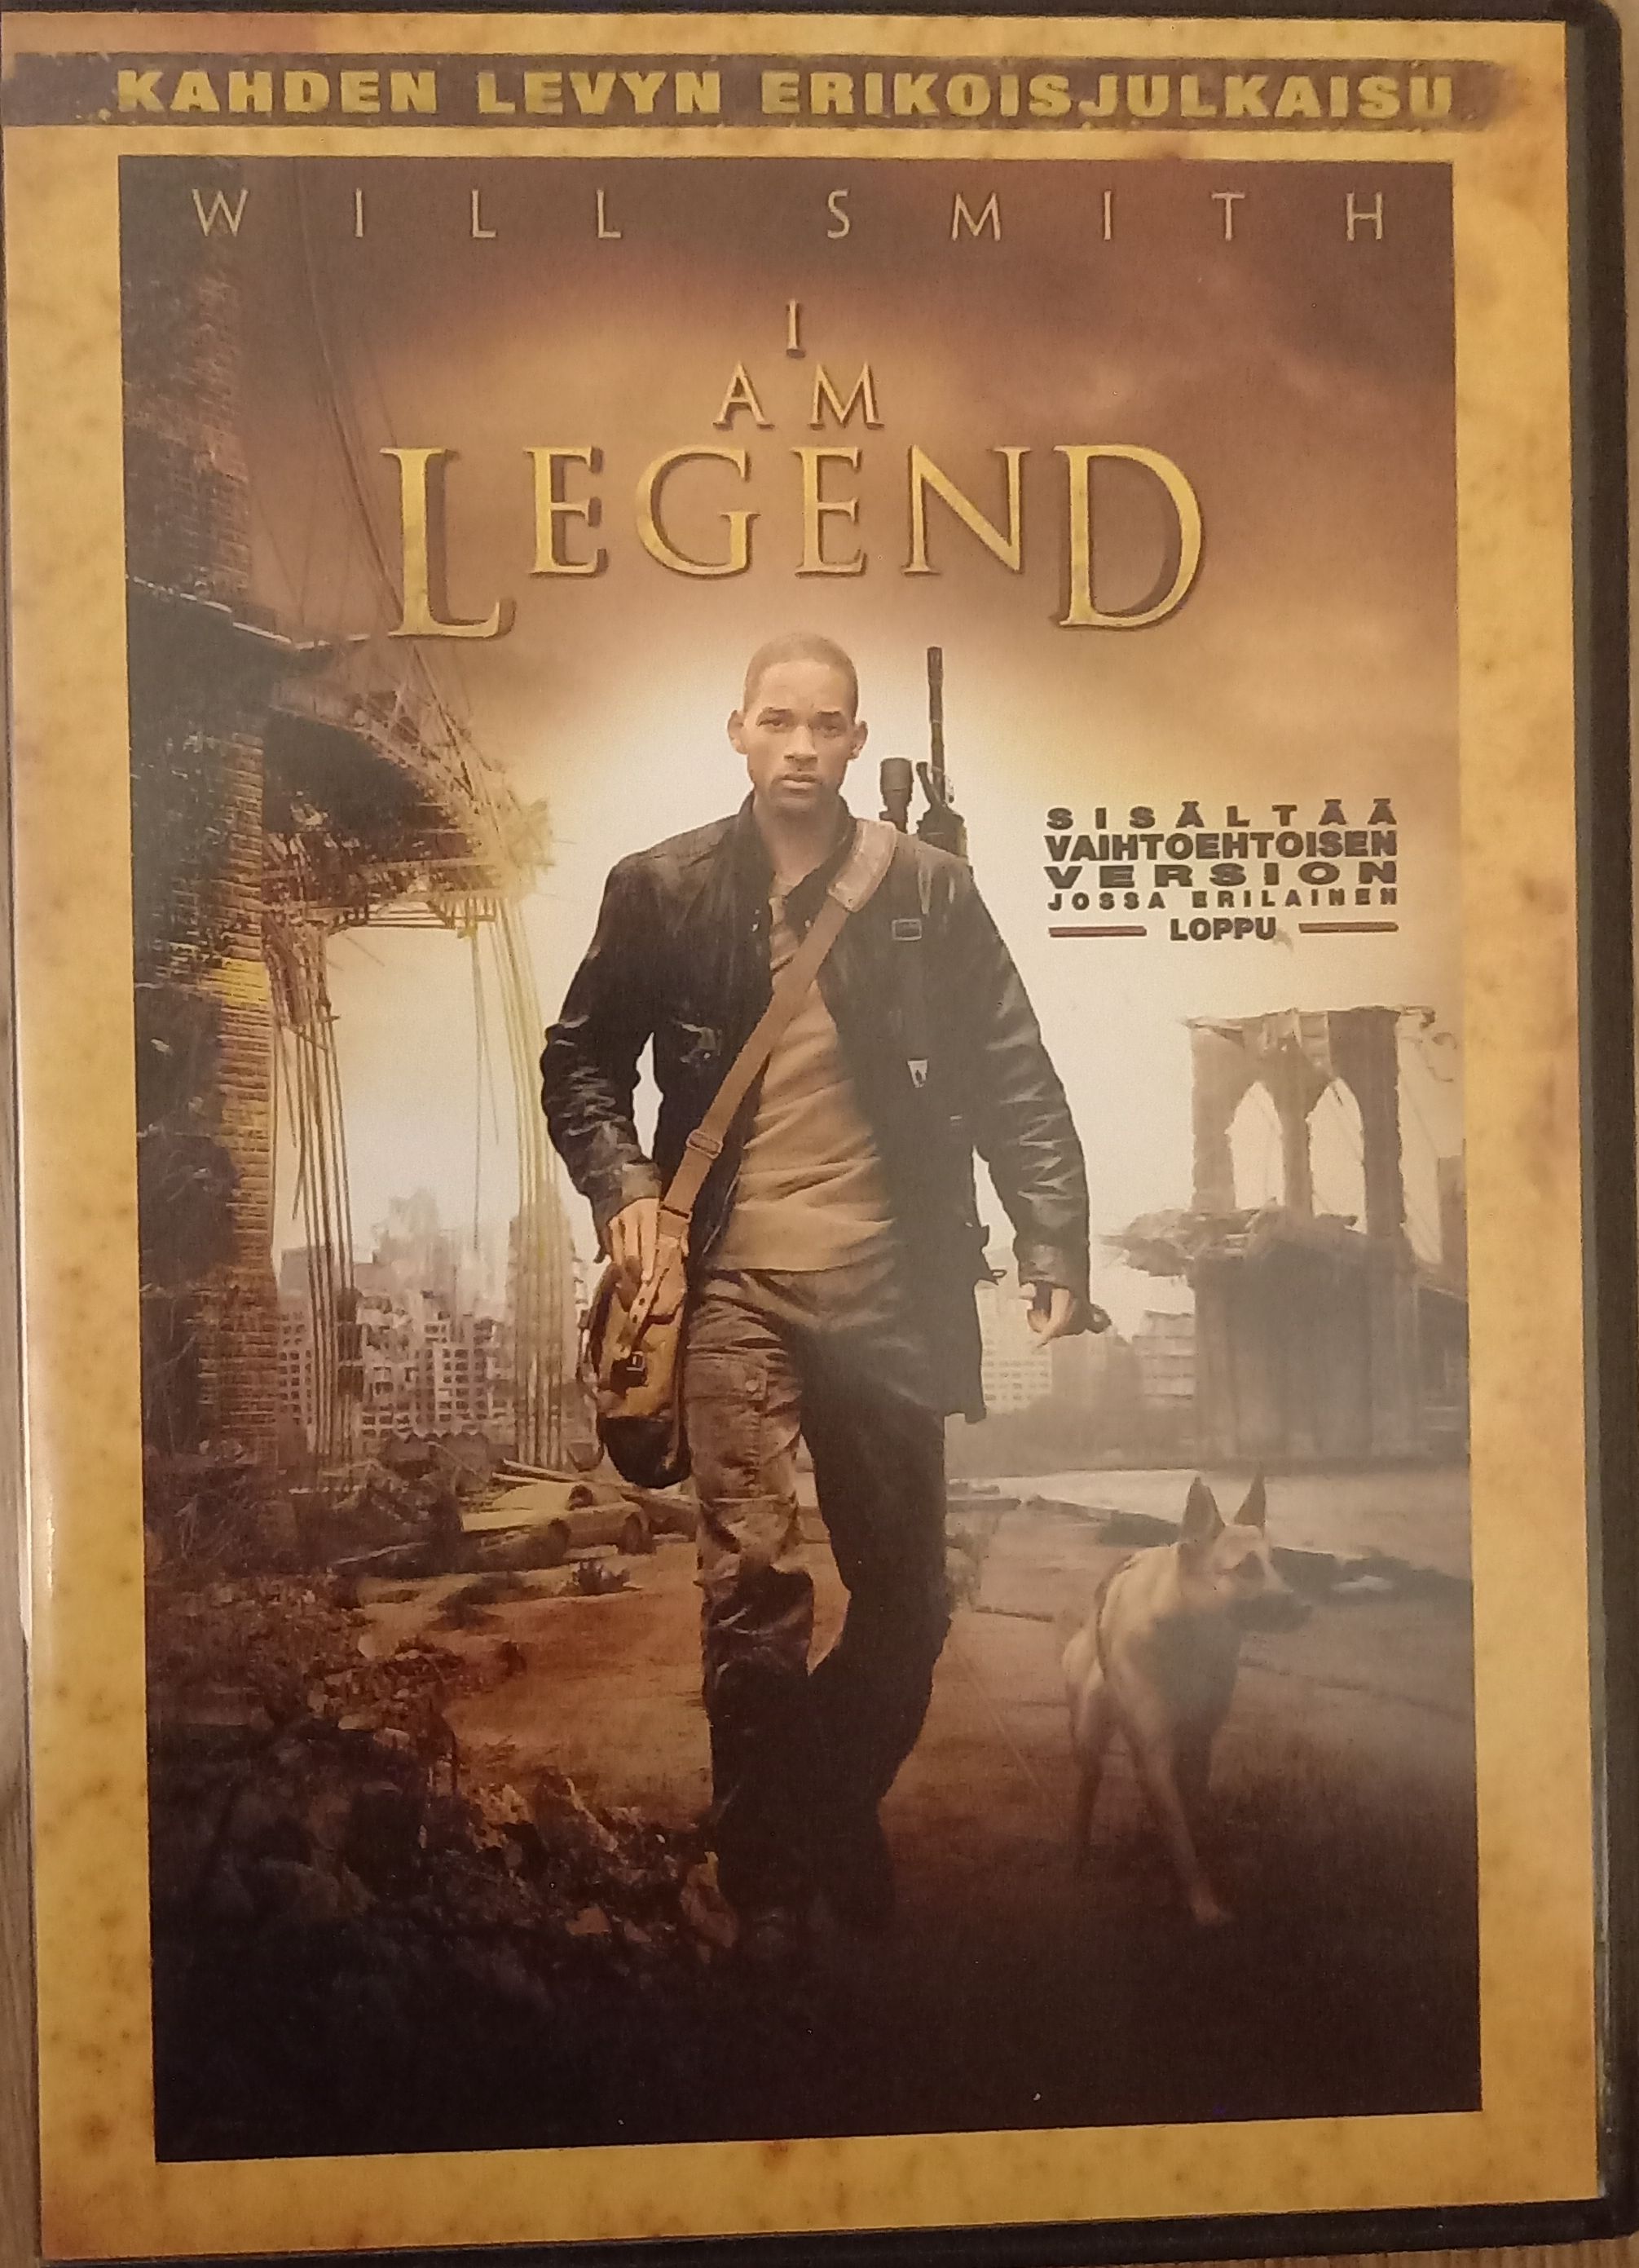 KAHDEN LEVYN ERIKOISJULKAISU
WILL SMITH
I
AM
LEGEND
SISÄLTÄÄ
VAIHTOEHTOISEN
VERSION
JOSSA ERILAINEN
LOPPU